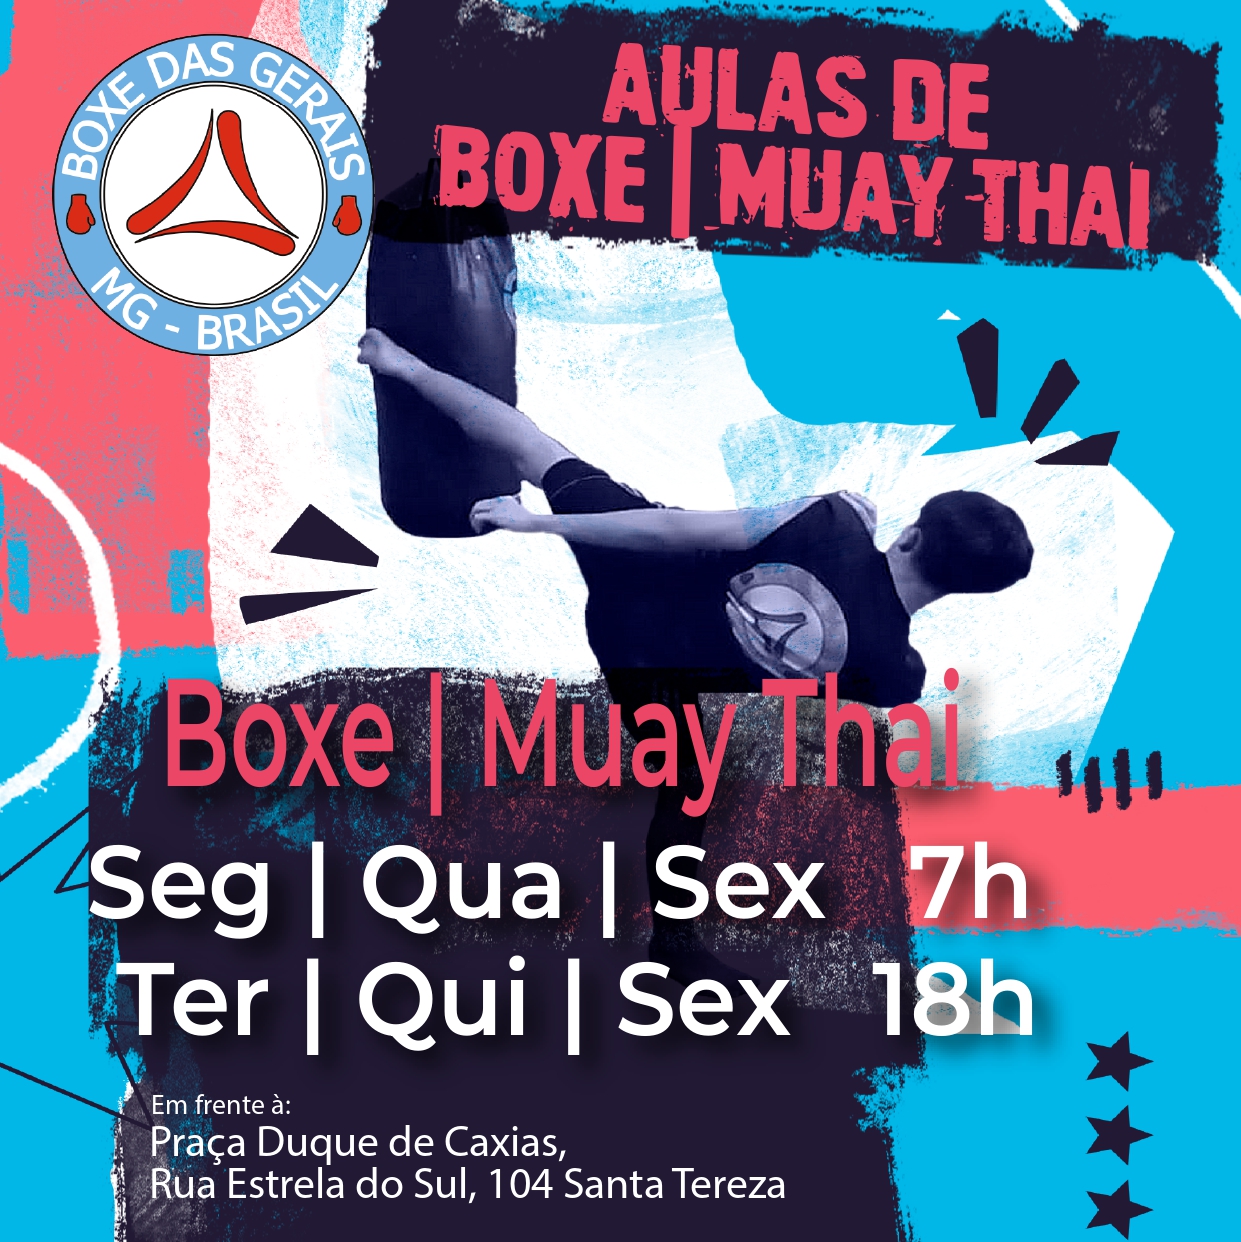 BOXE DAS GERAIS
MG - BRASIL
AULAS DE
BOXE | MUAY THAI
Boxe | Muay Thai
Seg | Qua | Sex 7h
Ter | Qui | Sex 18h
Em frente à:
Praça Duque de Caxias,
Rua Estrela do Sul, 104 Santa Tereza